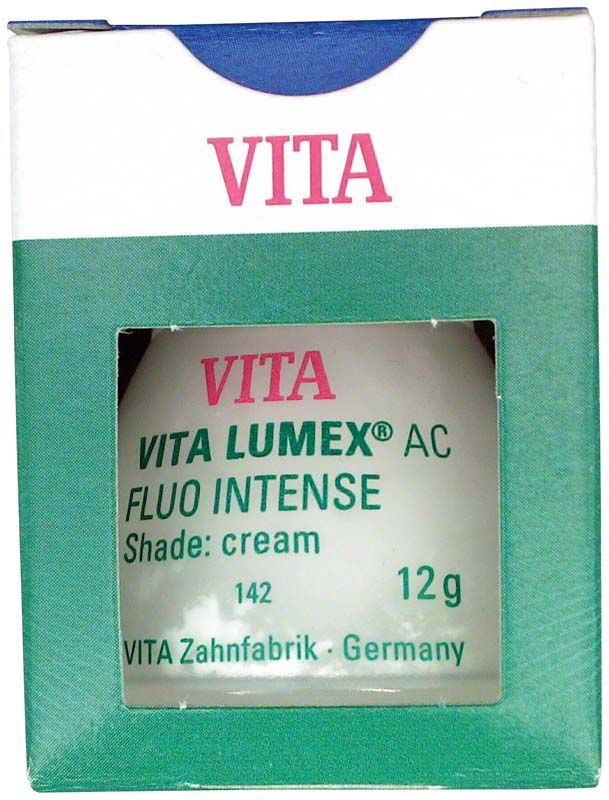 VITA
VITA
VITA LUMEX® AC
FLUO INTENSE
Shade: cream
142 12g
VITA Zahnfabrik · Germany